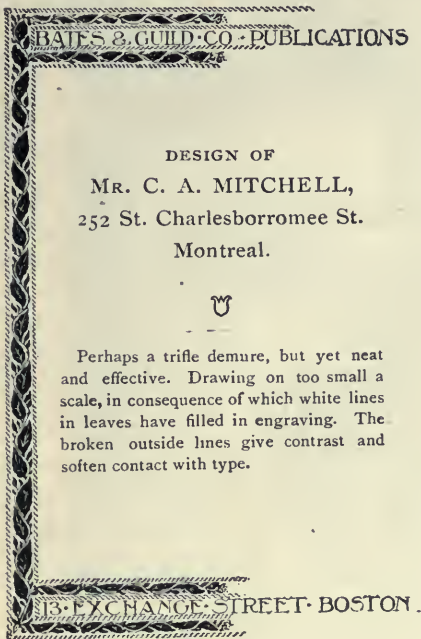 BATES & GUILD·CO·PUBLICATIONS
DESIGN OF
MR. C. A. MITCHELL,
252 St. Charlesborromee St.
Montreal.
Perhaps a trifle demure, but yet neat
and effective. Drawing on too small a
scale, in consequence of which white lines
in leaves have filled in engraving. The
broken outside lines give contrast and
soften contact with type.
13·EXCHANGE·STREET·BOSTON.